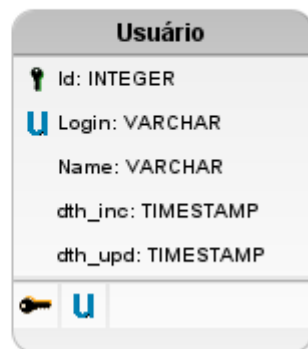 Usuário
Id: INTEGER
U Login: VARCHAR
Name: VARCHAR
dth_inc: TIMESTAMP
dth_upd: TIMESTAMP
U